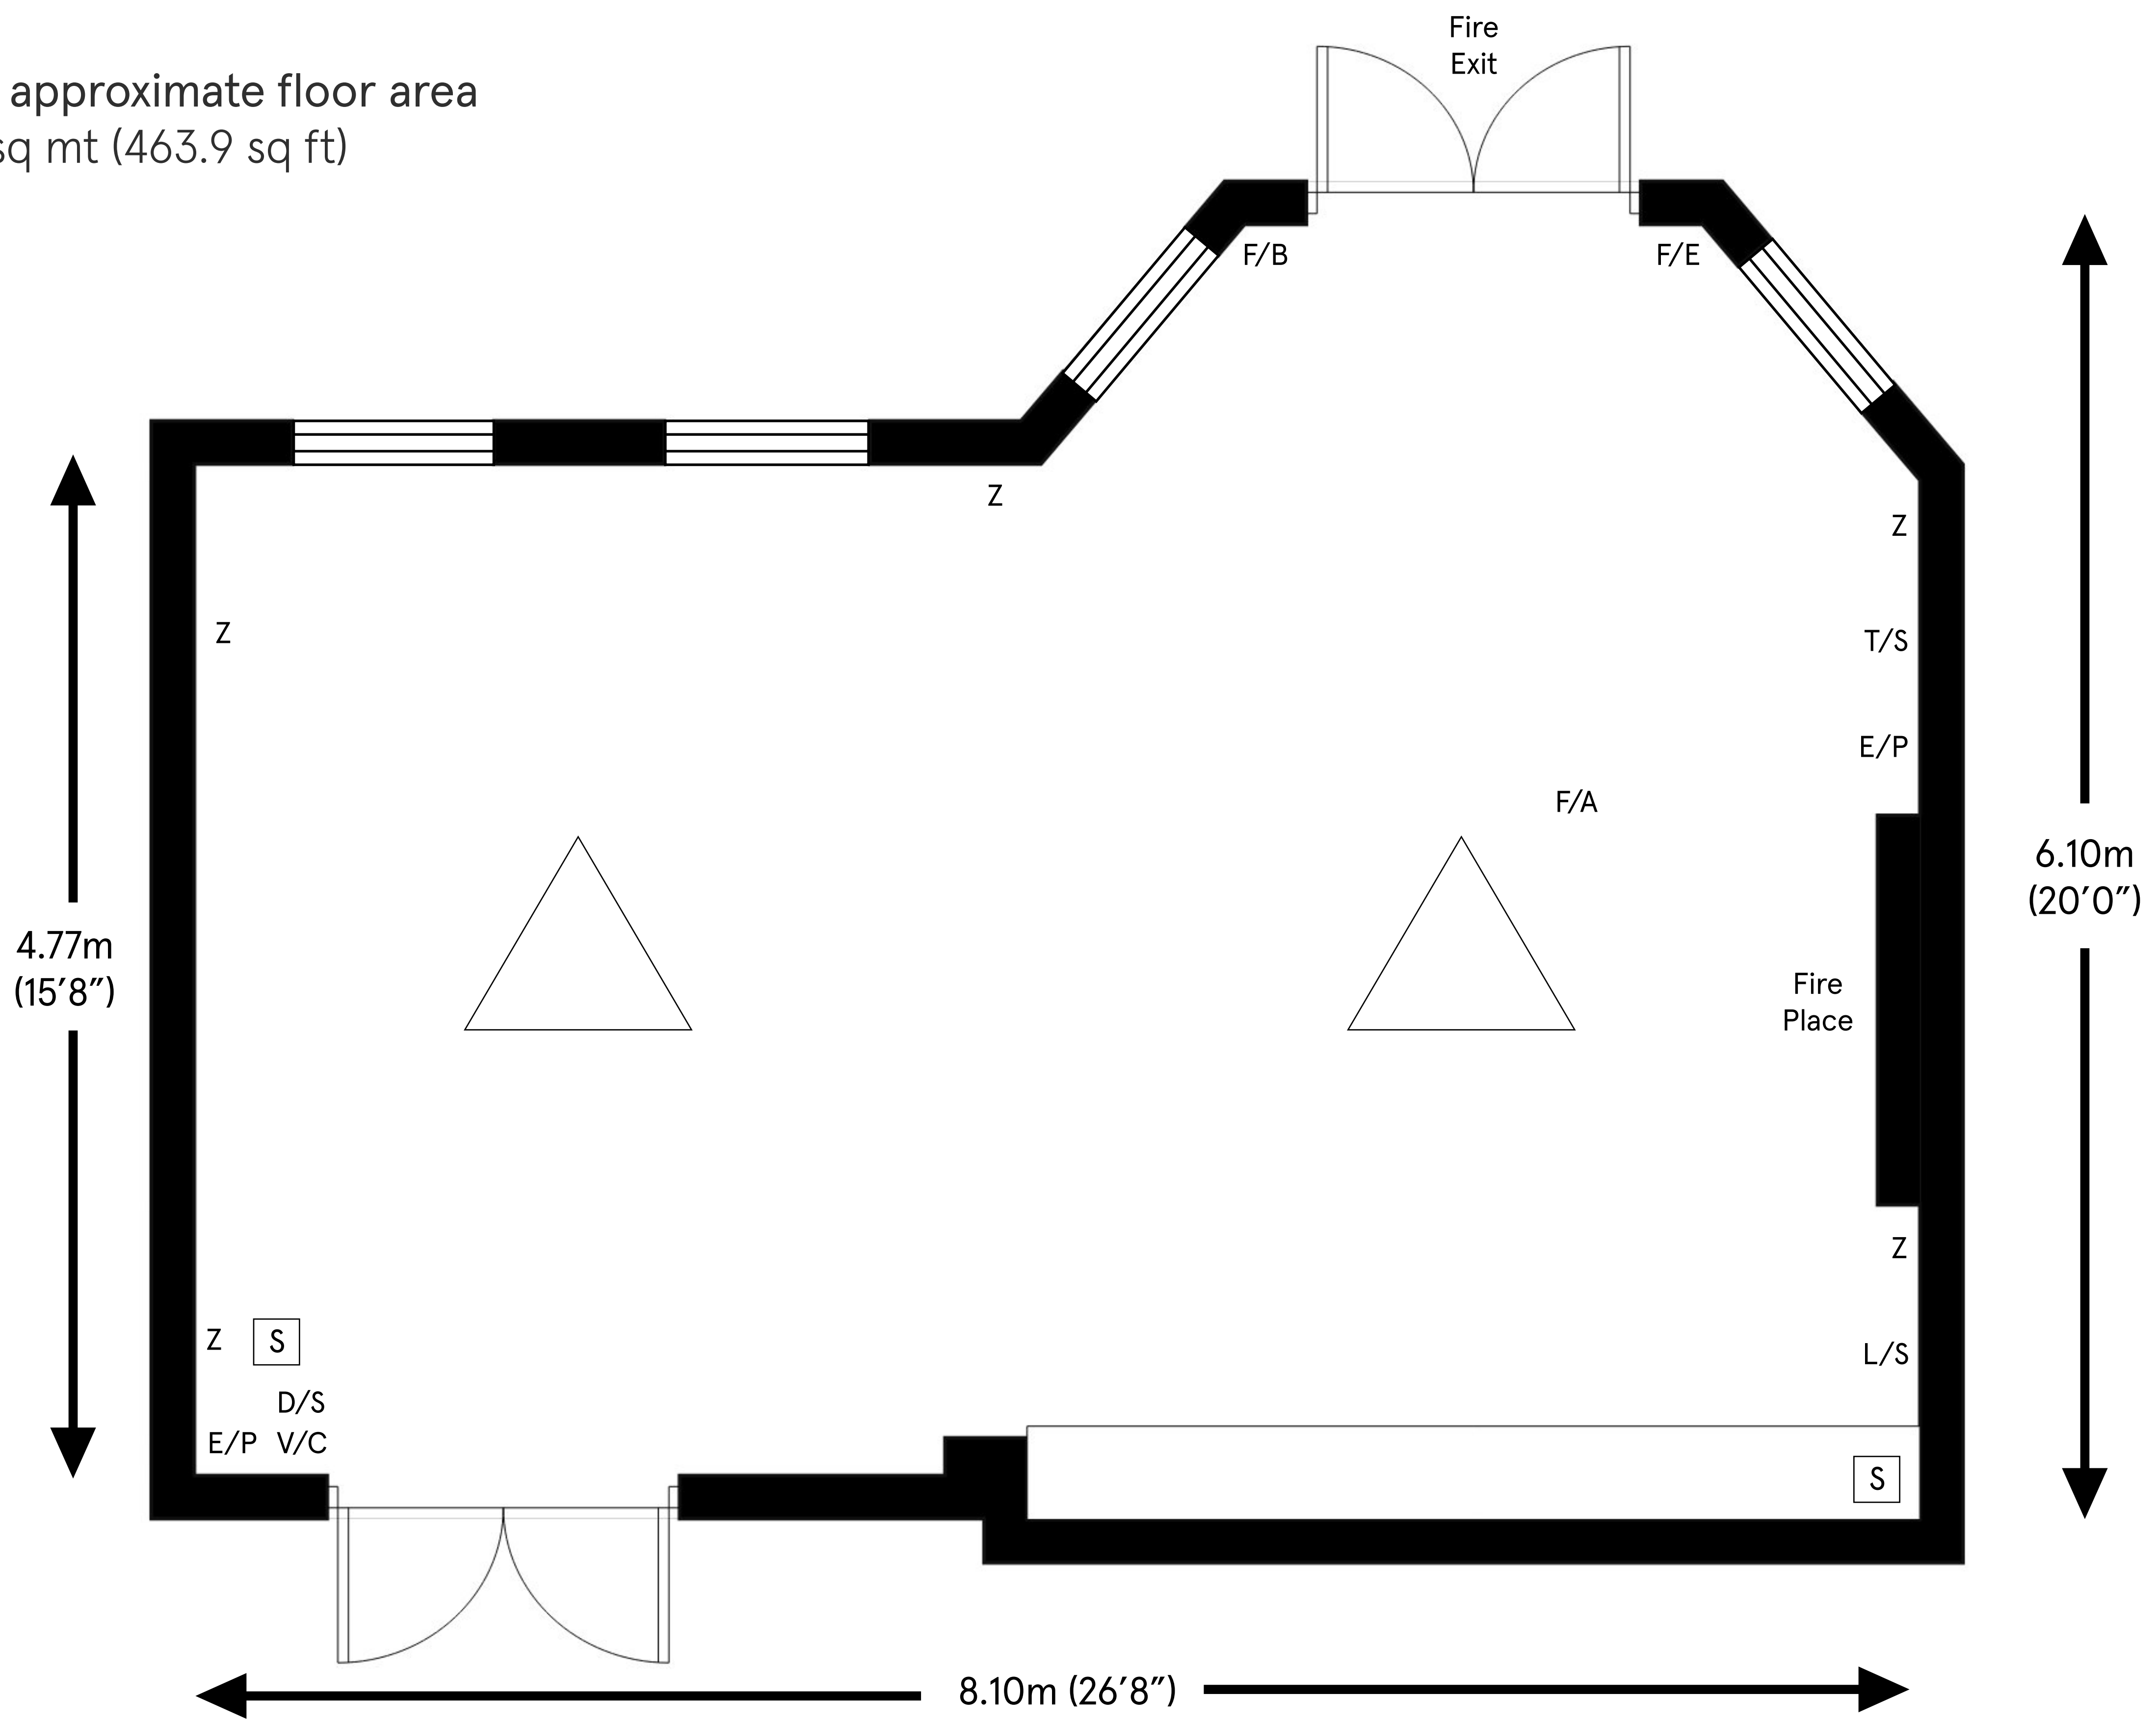 Fire
Exit
approximate floor area
sq mt (463.9 sq ft)
F/B
F/E
Z
Z
Z
T/S
E/P
F/A
4.77m
(15′8″)
6.10m
(20′0″)
Fire
Place
Z
Z
S
L/S
D/S
E/P V/C
S
8.10m (26′8″)